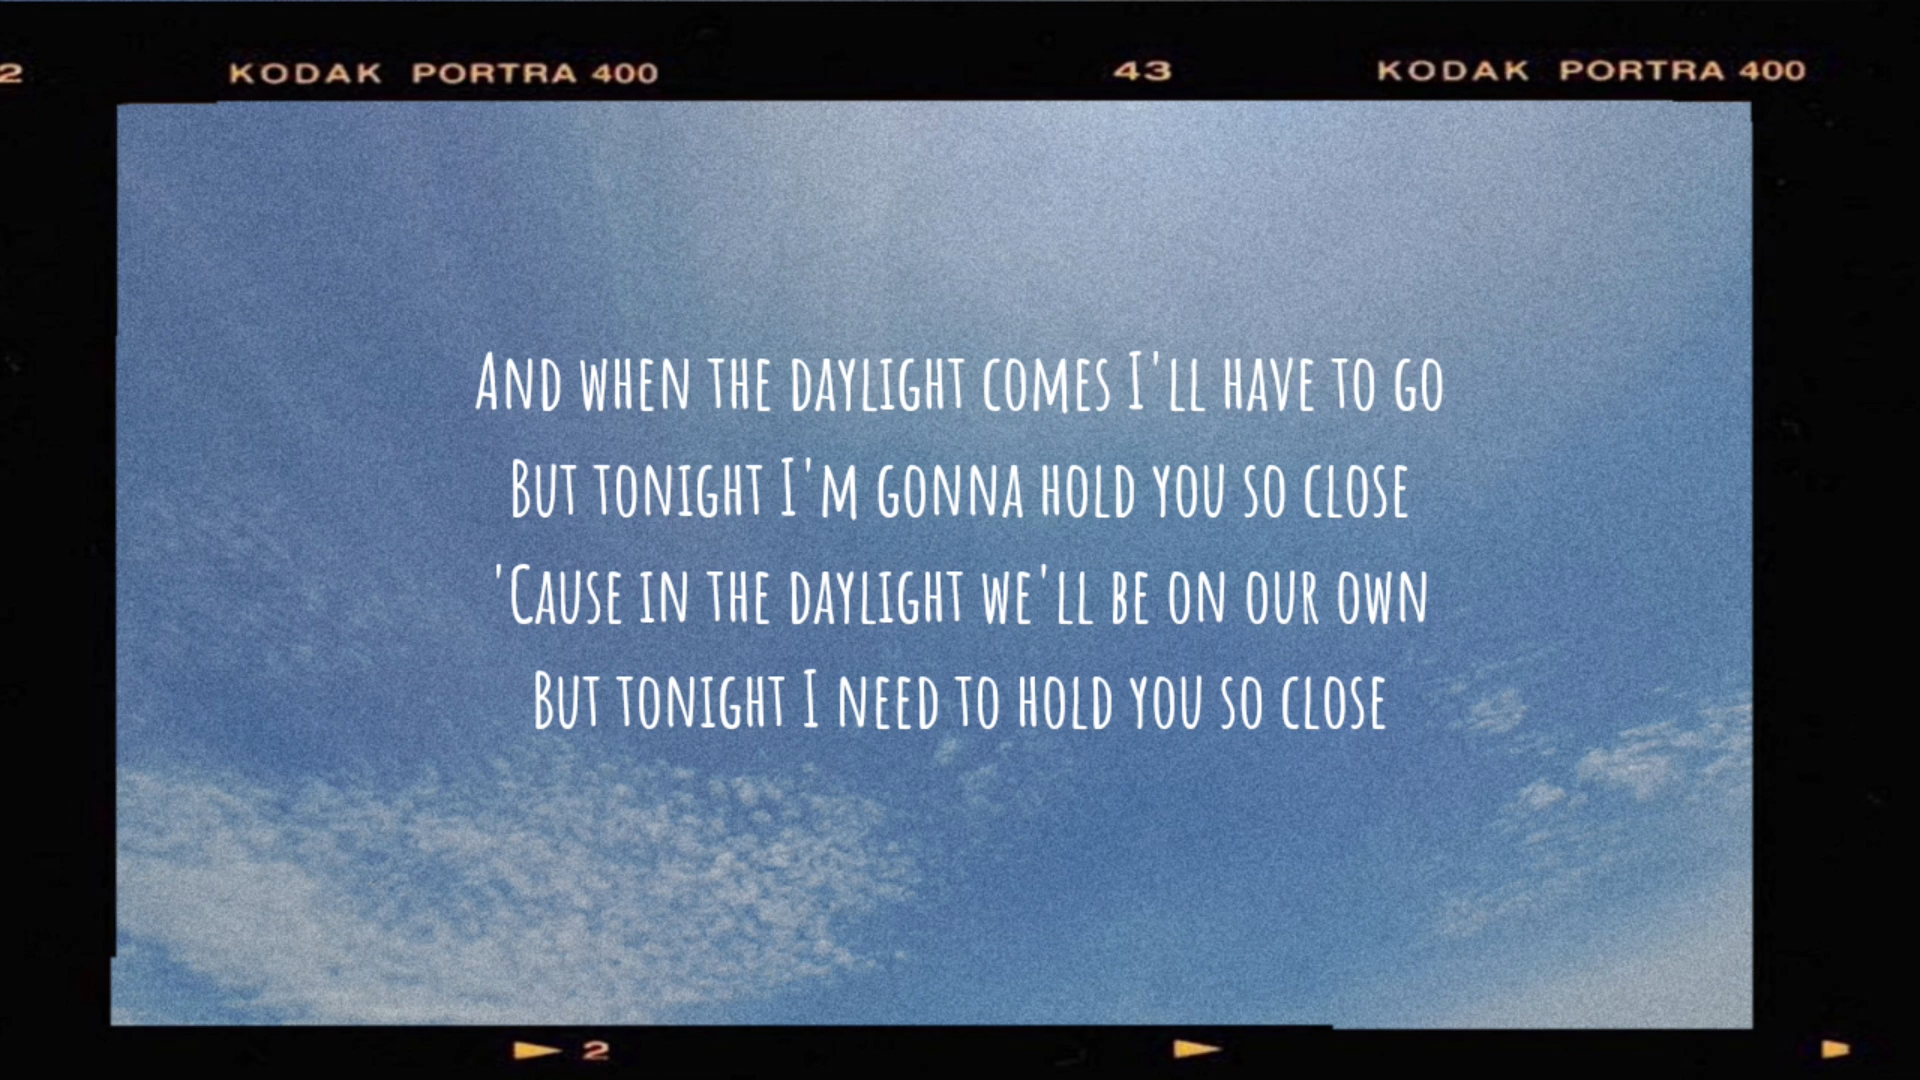 2 KODAK PORTRA 400 43 KODAK PORTRA 400
And when the daylight comes I'll have to go
But tonight I'm gonna hold you so close
'Cause in the daylight we'll be on our own
But tonight I need to hold you so close
2